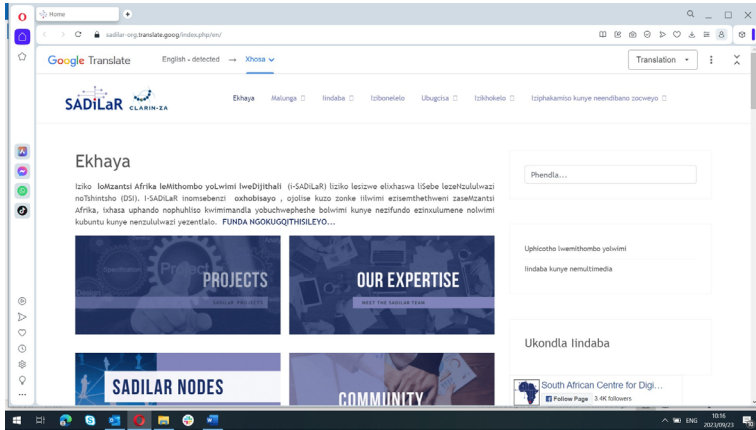 Home
sadilar-org.translate.goog/index.php/en/
Google Translate
English - detected → Xhosa
Translation
SADiLaR CLARIN-ZA
Ekhaya Malunga Iindaba Izibonelelo Ubugcisa Izikhokelo Iziphakamiso kunye neendibano zocweyo
Ekhaya
Iziko loMzantsi Afrika leMithombo yoLwimi lweDijithali (i-SADiLaR) liziko lesizwe elixhaswa liSebe lezeNzululwazi
noTshintsho (DSI). I-SADiLaR inomsebenzi oxhobisayo , ojolise kuzo zonke iilwimi ezisemthethweni zaseMzantsi
Afrika, ixhasa uphando nophuhliso kwimimandla yobuchwepheshe bolwimi kunye nezifundo ezinxulumene nolwimi
kubuntu kunye nenzululwazi yezentlalo. FUNDA NGOKUGQITHISILEYO...
Phendla...
PROJECTS
SADILAR PROJECTS
OUR EXPERTISE
MEET THE SADILAR TEAM
Uphicotho lwemithombo yolwimi
Iindaba kunye nemultimedia
SADILAR NODES
COMMUNITY
Ukondla Iindaba
South African Centre for Digi...
Follow Page 3.4K followers
ENG
10:16
2023/09/23